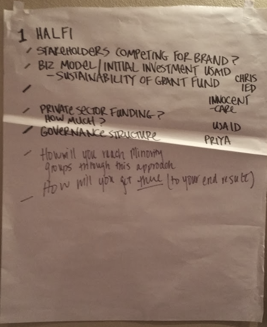 1 HALFI
STAKEHOLDERS COMPETING FOR BRAND?
BIZ MODEL/INITIAL INVESTMENT USAID
- SUSTAINABILITY OF GRANT FUND
CHRIS
IED
INNOCENT
-CARE
PRIVATE SECTOR FUNDING?
HOW MUCH?
USAID
GOVERNANCE STRUCTURE
PRIYA
How will you reach minority
groups through this approach
How will you get there (to your end result)